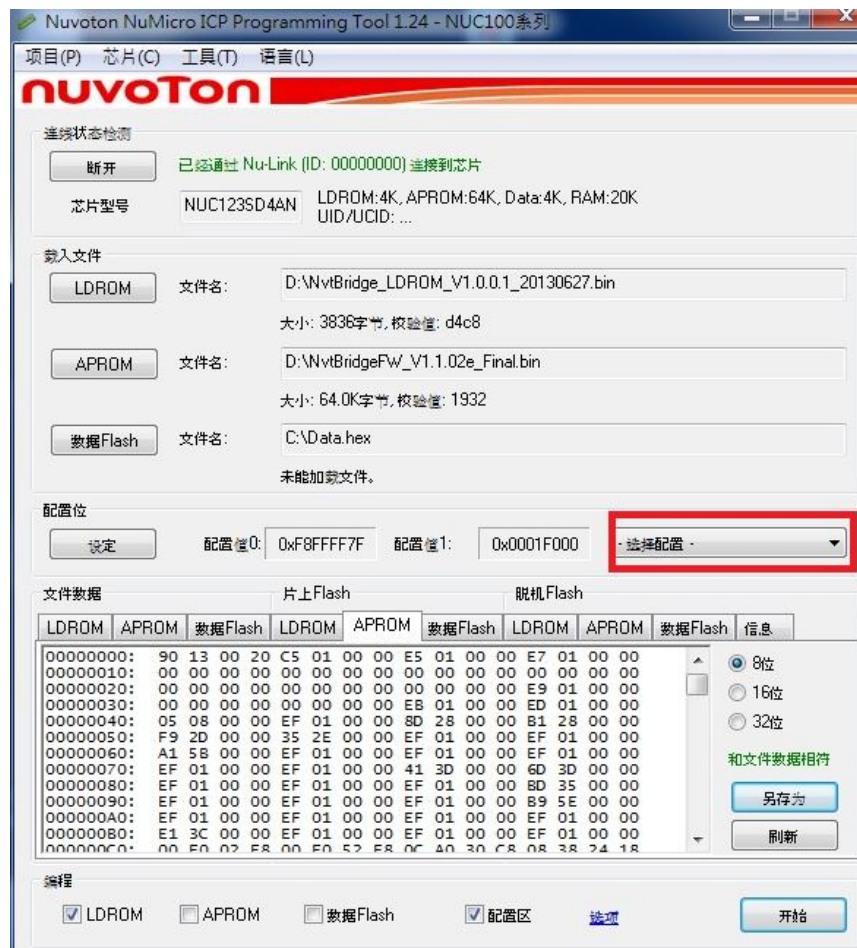 Nuvoton NuMicro ICP Programming Tool 1.24 - NUC100系列
项目(P) 芯片(C) 工具(T) 语言(L)
nuvoTon
连线状态检测
断开 已经通过 Nu-Link (ID: 00000000) 连接到芯片
芯片型号 NUC123SD4AN LDROM:4K, APROM:64K, Data:4K, RAM:20K
UID/UCID: ...
载入文件
LDROM 文件名: D:\NvtBridge_LDROM_V1.0.0.1_20130627.bin
大小: 3836字节,校验值: d4c8
APROM 文件名: D:\NvtBridgeFW_V1.1.02e_Final.bin
大小: 64.0K字节,校验值: 1932
数据Flash 文件名: C:\Data.hex
未能加载文件。
配置位
设定 配置值0: 0xF8FFFF7F 配置值1: 0x0001F000 - 选择配置 -
文件数据 片上Flash 脱机Flash
LDROM APROM 数据Flash LDROM APROM 数据Flash LDROM APROM 数据Flash 信息
00000000: 90 13 00 20 C5 01 00 00 E5 01 00 00 E7 01 00 00
00000010: 00 00 00 00 00 00 00 00 00 00 00 00 00 00 00 00
00000020: 00 00 00 00 00 00 00 00 00 00 00 00 E9 01 00 00
00000030: 00 00 00 00 00 00 00 00 EB 01 00 00 ED 01 00 00
00000040: 05 08 00 00 EF 01 00 00 8D 28 00 00 B1 28 00 00
00000050: F9 2D 00 00 35 2E 00 00 EF 01 00 00 EF 01 00 00
00000060: A1 5B 00 00 EF 01 00 00 EF 01 00 00 EF 01 00 00
00000070: EF 01 00 00 EF 01 00 00 41 3D 00 00 6D 3D 00 00
00000080: EF 01 00 00 EF 01 00 00 EF 01 00 00 BD 35 00 00
00000090: EF 01 00 00 EF 01 00 00 EF 01 00 00 B9 5E 00 00
000000A0: EF 01 00 00 EF 01 00 00 EF 01 00 00 EF 01 00 00
000000B0: E1 3C 00 00 EF 01 00 00 EF 01 00 00 EF 01 00 00
000000C0: 00 F0 02 F8 00 F0 52 F8 0C A0 30 C8 08 38 24 18
8位
16位
32位
和文件数据相符
另存为
刷新
编程
LDROM APROM 数据Flash 配置区 选项 开始